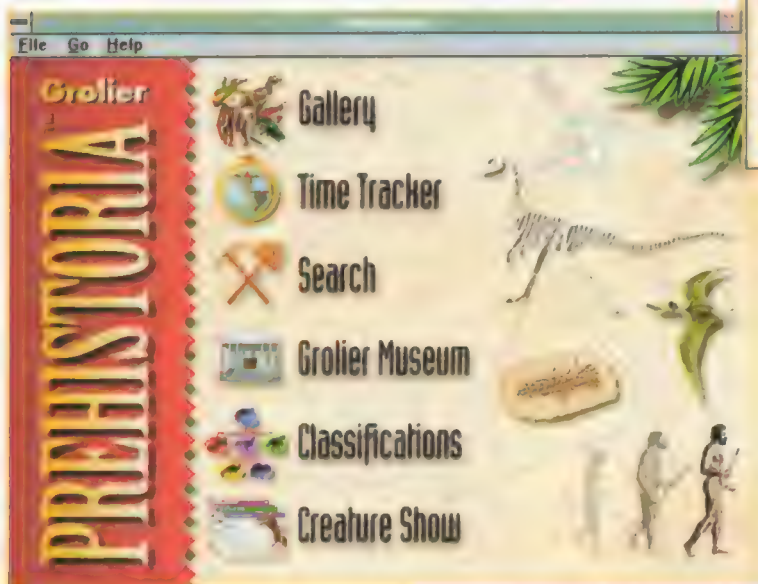 File Go Help
Grolier
PREHISTORIA
Gallery
Time Tracker
Search
Grolier Museum
Classifications
Creature Show